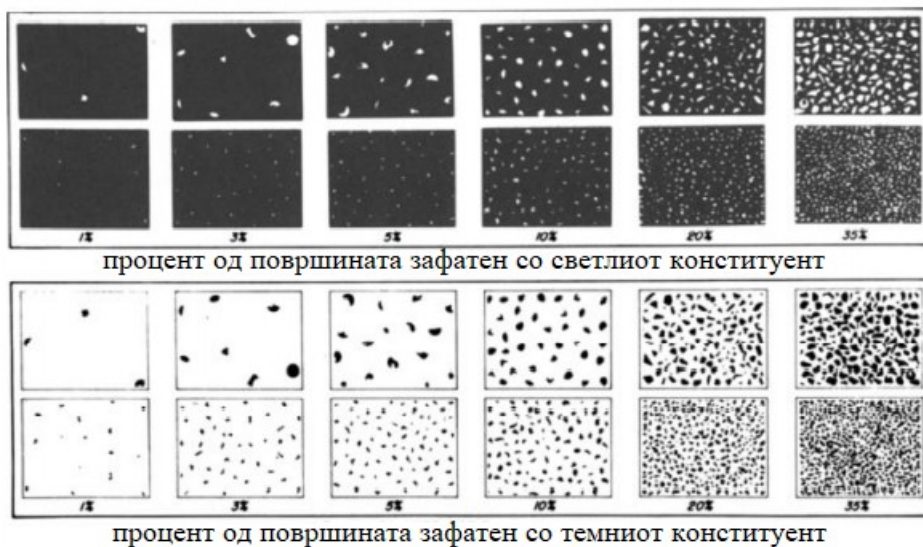 1% 3% 5% 10% 20% 35%
процент од површината зафатен со светлиот конституент
1% 3% 5% 10% 20% 35%
процент од површината зафатен со темниот конституент